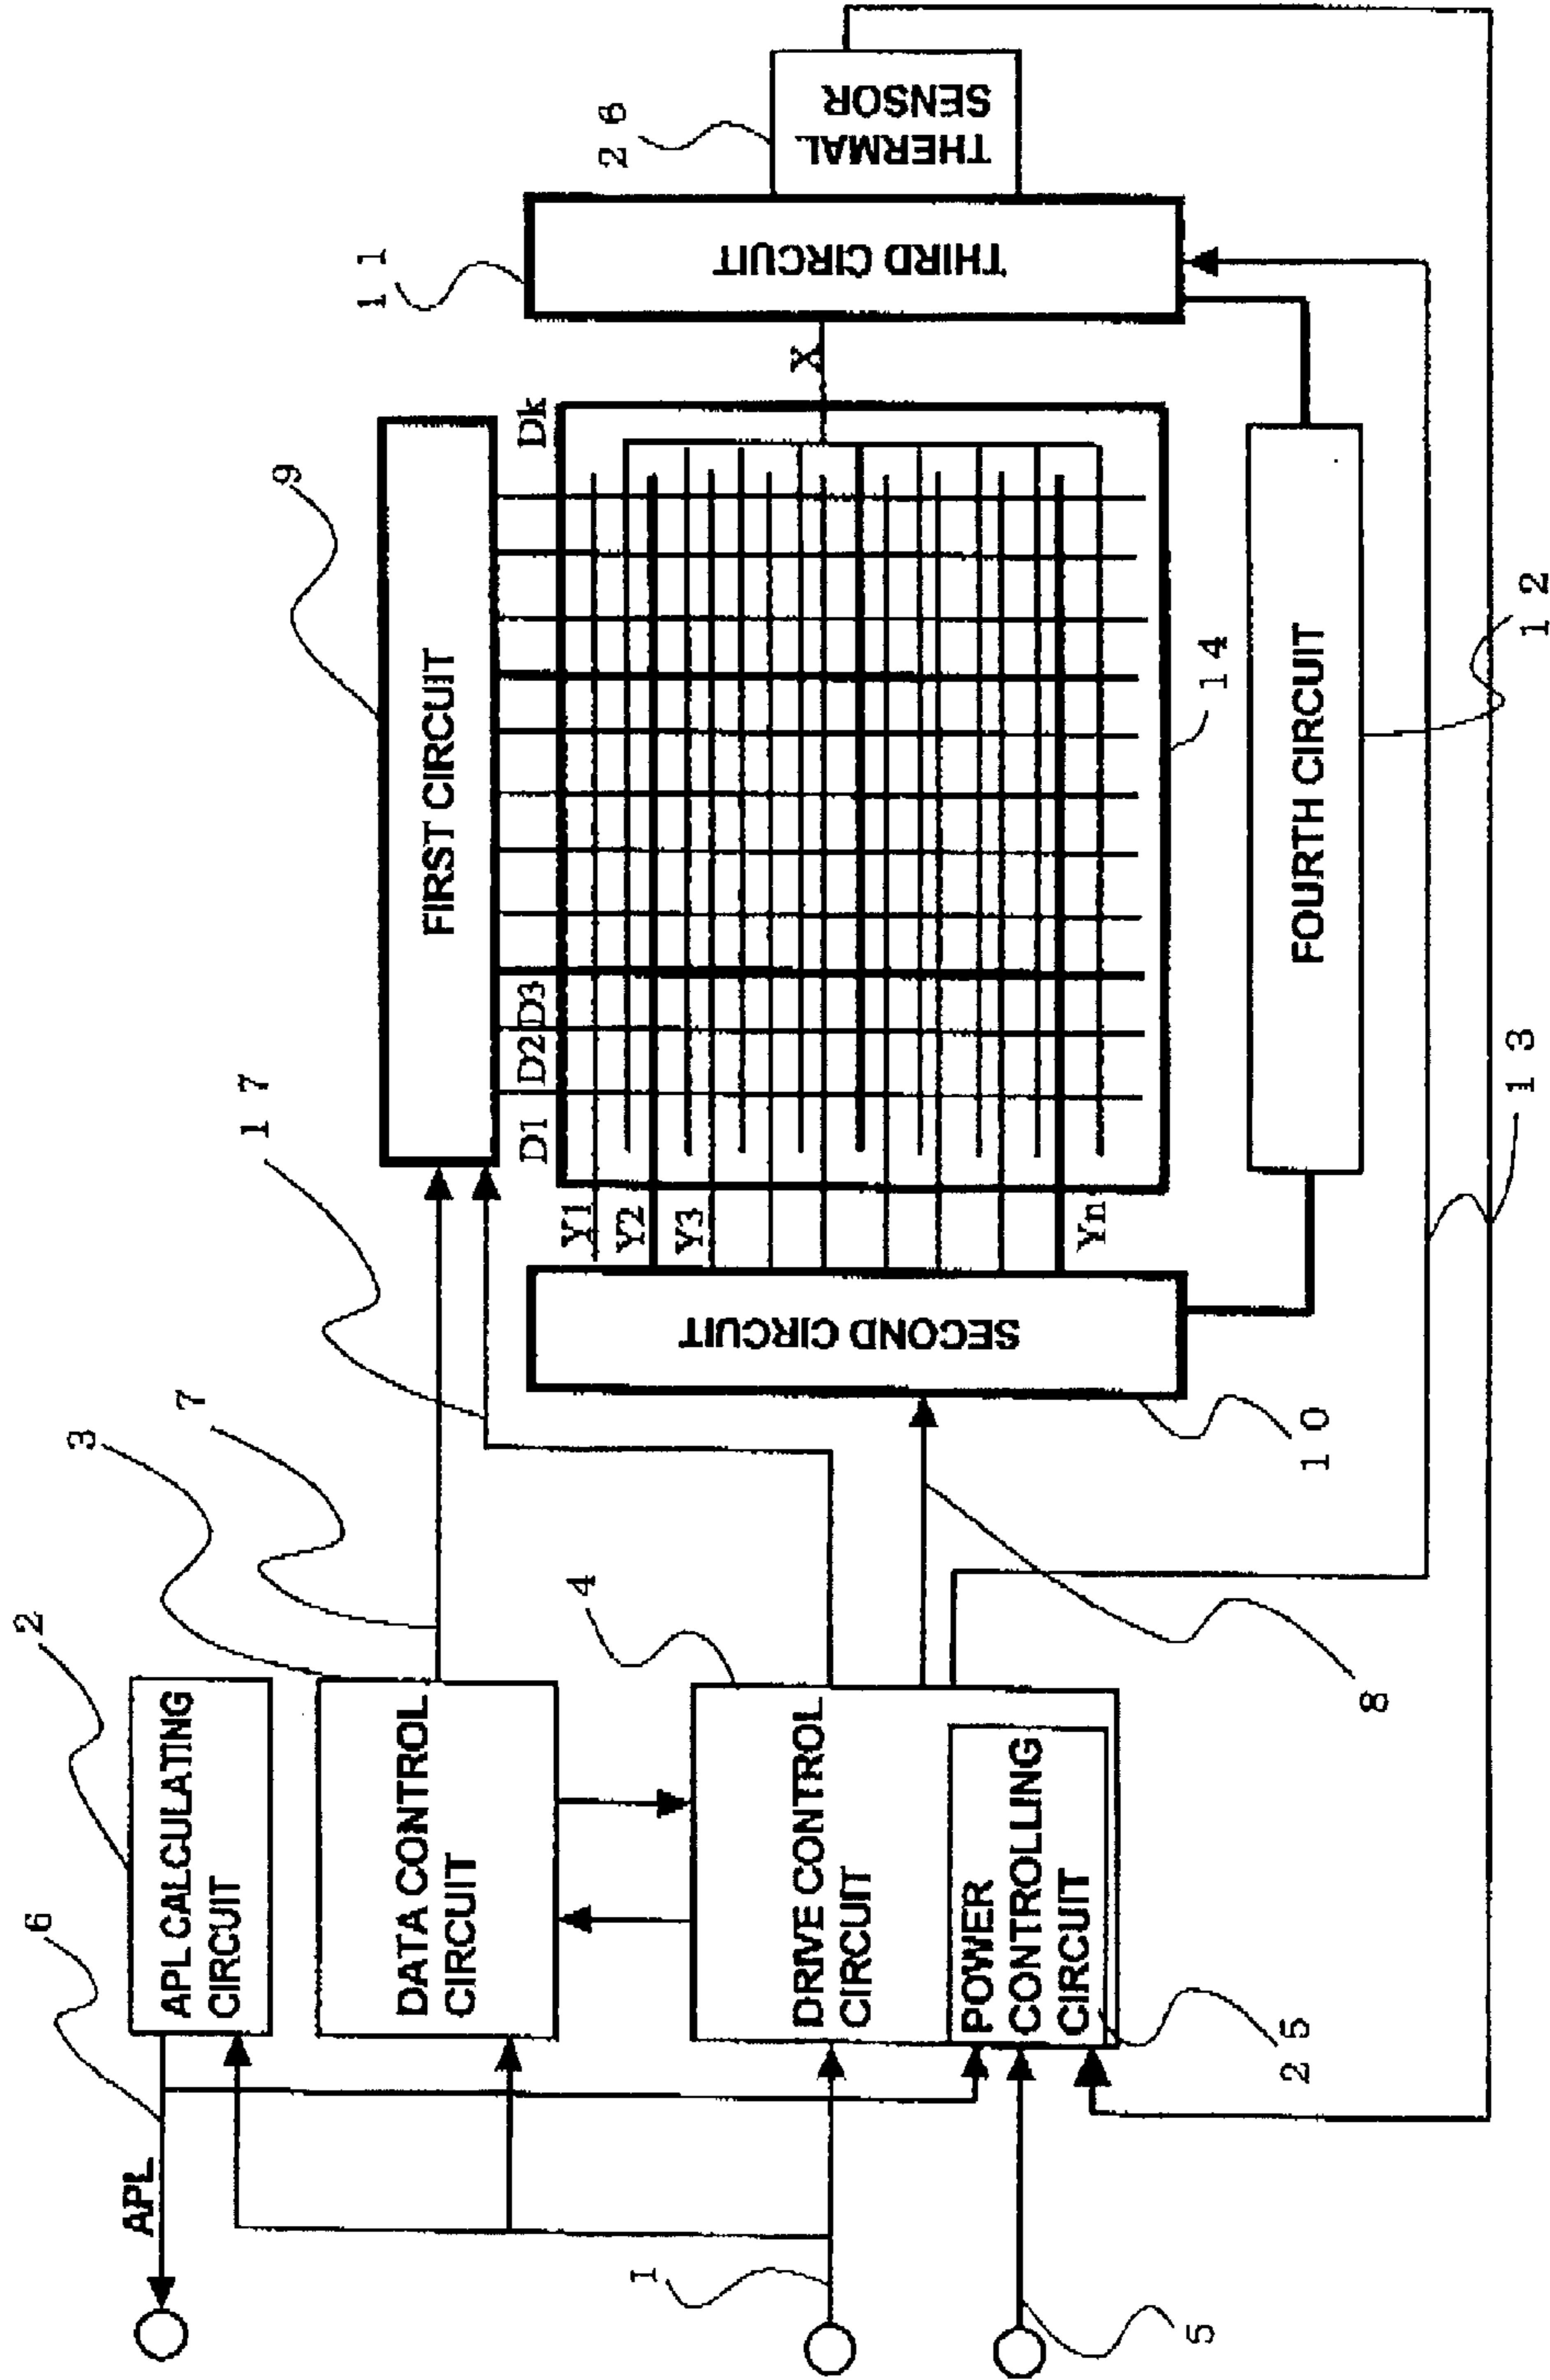 APL
6
2
APL CALCULATING
CIRCUIT
3
DATA CONTROL
CIRCUIT
7
17
9
FIRST CIRCUIT
1
4
DRIVE CONTROL
CIRCUIT
POWER
CONTROLLING
CIRCUIT
25
5
8
10
SECOND CIRCUIT
D1
D2
D3
Dk
Y1
Y2
Y3
Yn
X
14
11
THIRD CIRCUIT
26
THERMAL
SENSOR
FOURTH CIRCUIT
12
13